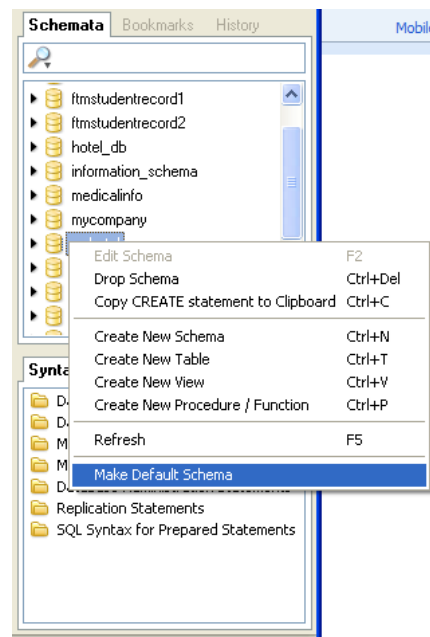 Schemata Bookmarks History
Mobile
ftmstudentrecord1
ftmstudentrecord2
hotel_db
information_schema
medicalinfo
mycompany
Edit Schema F2
Drop Schema Ctrl+Del
Copy CREATE statement to Clipboard Ctrl+C
Create New Schema Ctrl+N
Create New Table Ctrl+T
Create New View Ctrl+V
Create New Procedure / Function Ctrl+P
Refresh F5
Make Default Schema
Replication Statements
SQL Syntax for Prepared Statements